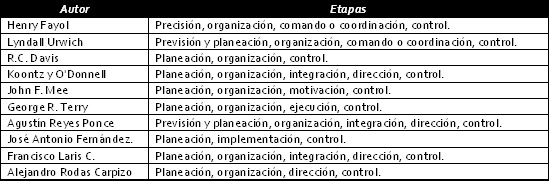 Autor Etapas
Henry Fayol Precisión, organización, comando o coordinación, control.
Lyndall Urwich Previsión y planeación, organización, comando o coordinación, control.
R.C. Davis Planeación, organización, control.
Koontz y O'Donnell Planeación, organización, integración, dirección, control.
John F. Mee Planeación, organización, motivación, control.
George R. Terry Planeación, organización, ejecución, control.
Agustín Reyes Ponce Previsión y planeación, organización, integración, dirección, control.
José Antonio Fernández. Planeación, implementación, control.
Francisco Laris C. Planeación, organización, integración, dirección, control.
Alejandro Rodas Carpizo Planeación, organización, dirección, control.